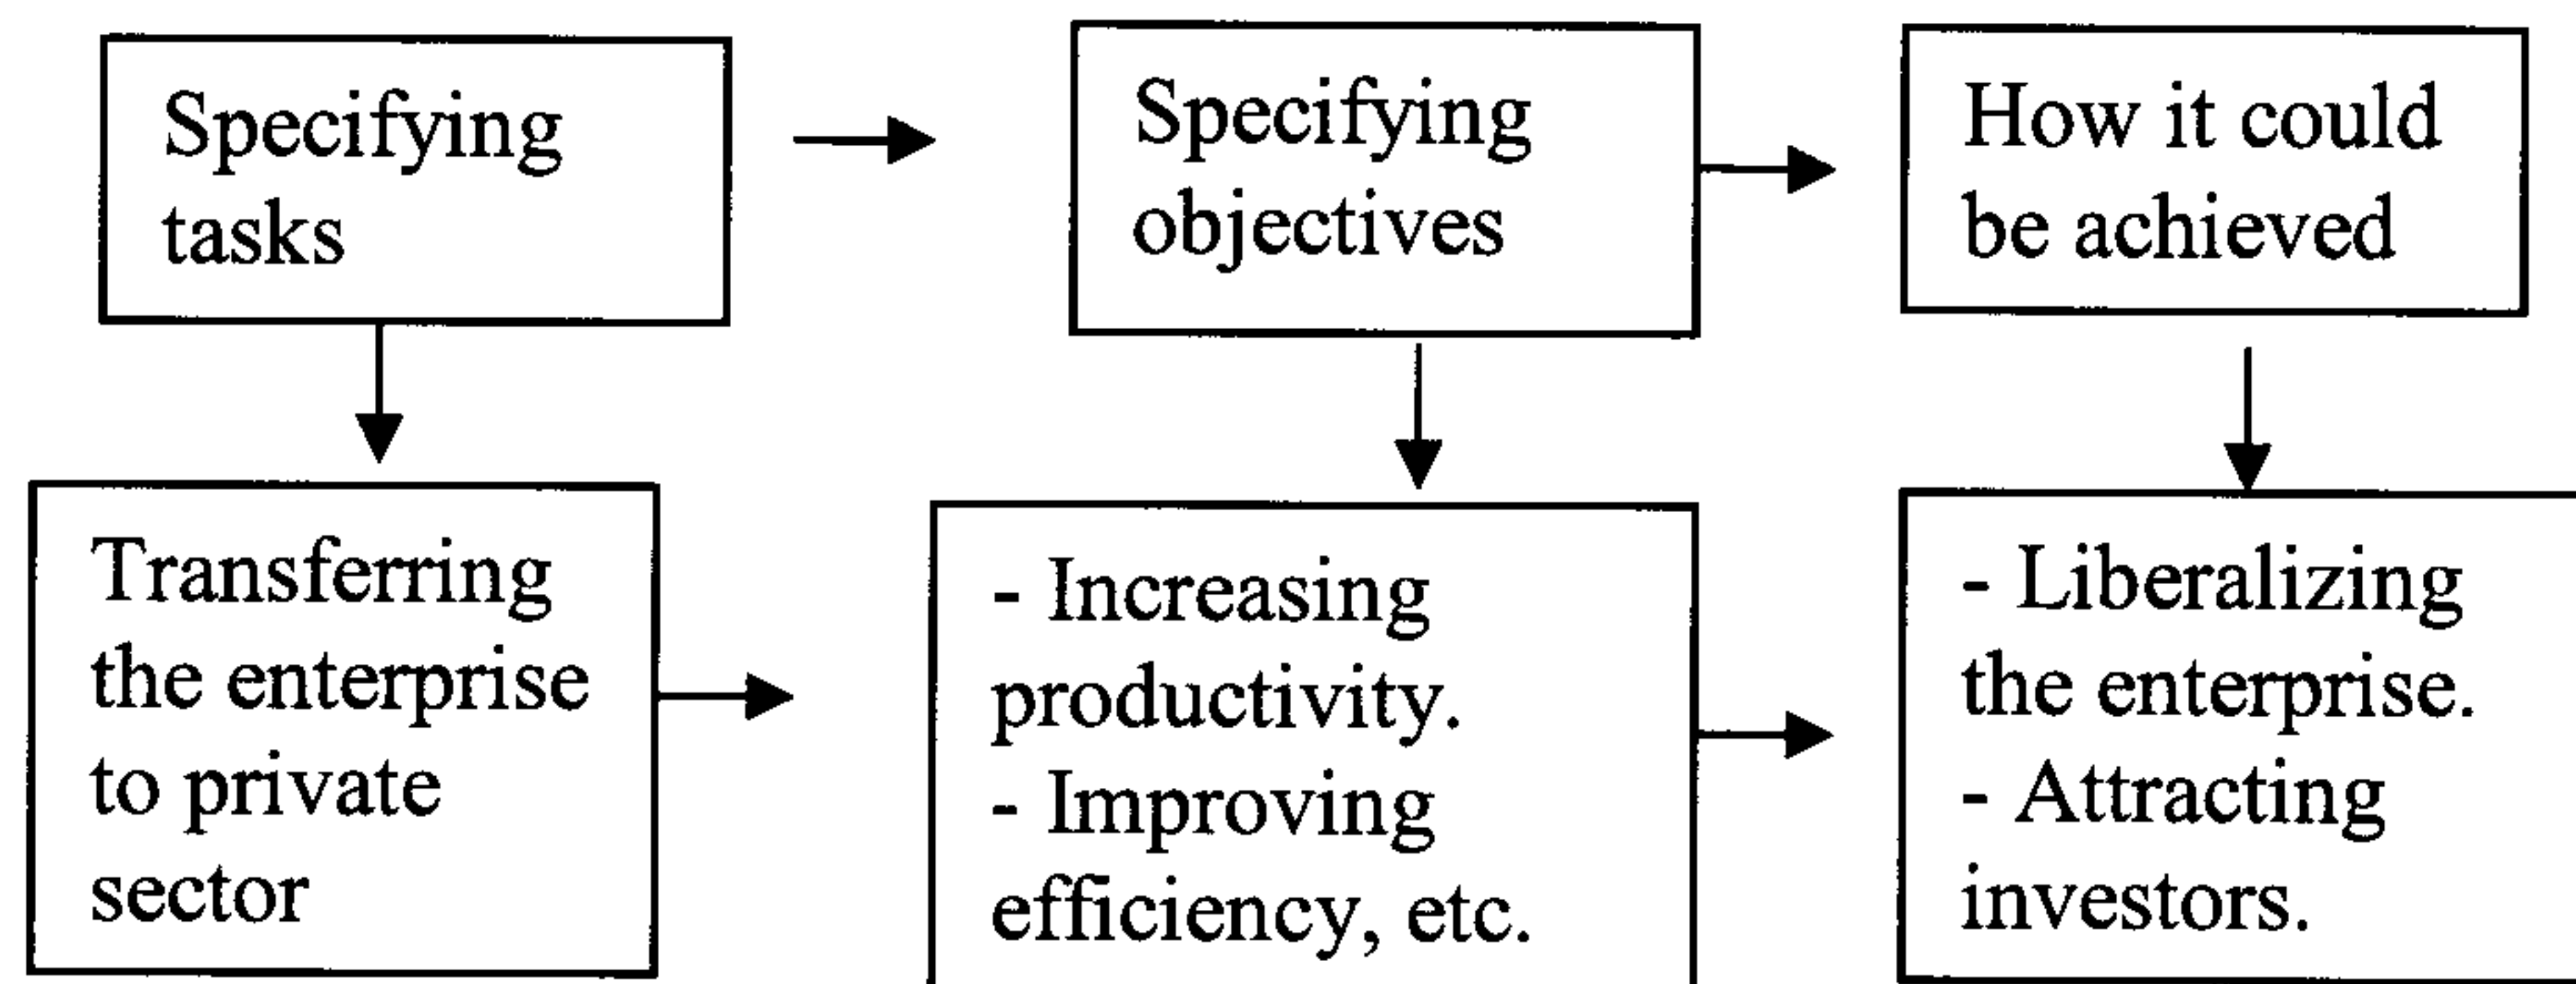 Specifying
tasks
Specifying
objectives
How it could
be achieved
Transferring
the enterprise
to private
sector
- Increasing
productivity.
- Improving
efficiency, etc.
- Liberalizing
the enterprise.
- Attracting
investors.